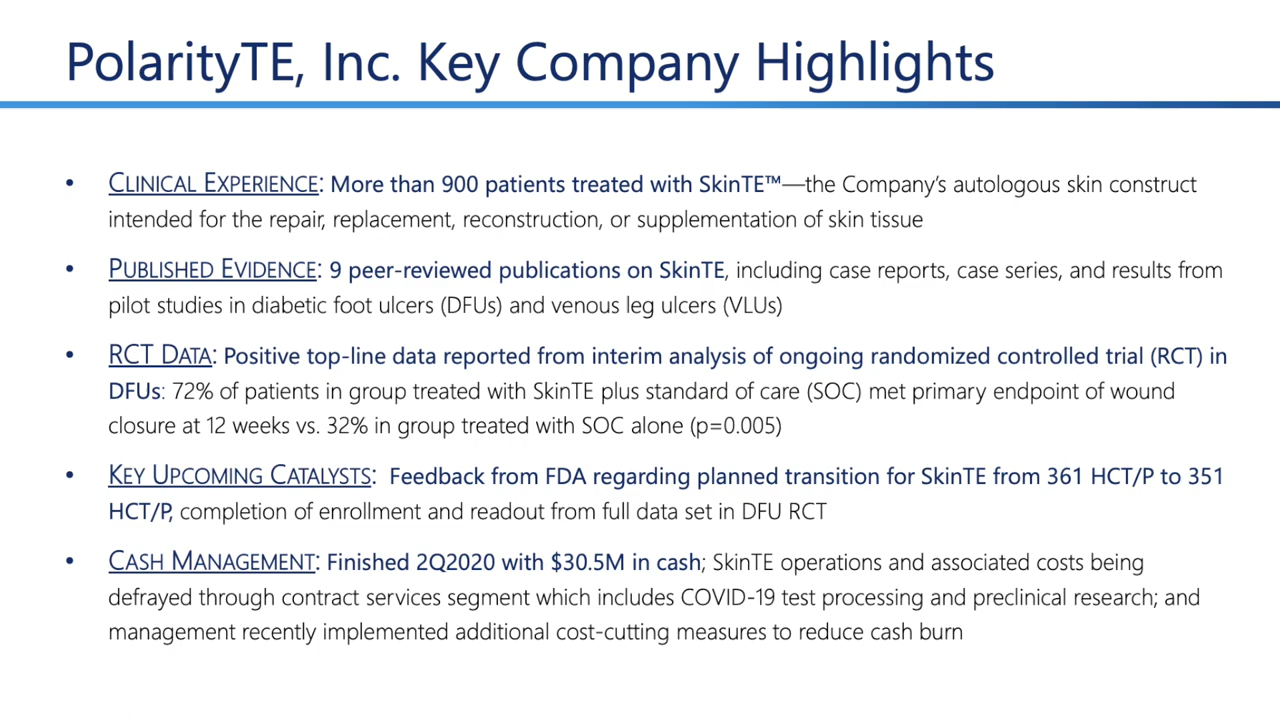 PolarityTE, Inc. Key Company Highlights
• CLINICAL EXPERIENCE: More than 900 patients treated with SkinTE™—the Company's autologous skin construct
intended for the repair, replacement, reconstruction, or supplementation of skin tissue
• PUBLISHED EVIDENCE: 9 peer-reviewed publications on SkinTE, including case reports, case series, and results from
pilot studies in diabetic foot ulcers (DFUs) and venous leg ulcers (VLUs)
• RCT DATA: Positive top-line data reported from interim analysis of ongoing randomized controlled trial (RCT) in
DFUs: 72% of patients in group treated with SkinTE plus standard of care (SOC) met primary endpoint of wound
closure at 12 weeks vs. 32% in group treated with SOC alone (p=0.005)
• KEY UPCOMING CATALYSTS: Feedback from FDA regarding planned transition for SkinTE from 361 HCT/P to 351
HCT/P, completion of enrollment and readout from full data set in DFU RCT
• CASH MANAGEMENT: Finished 2Q2020 with $30.5M in cash; SkinTE operations and associated costs being
defrayed through contract services segment which includes COVID-19 test processing and preclinical research; and
management recently implemented additional cost-cutting measures to reduce cash burn